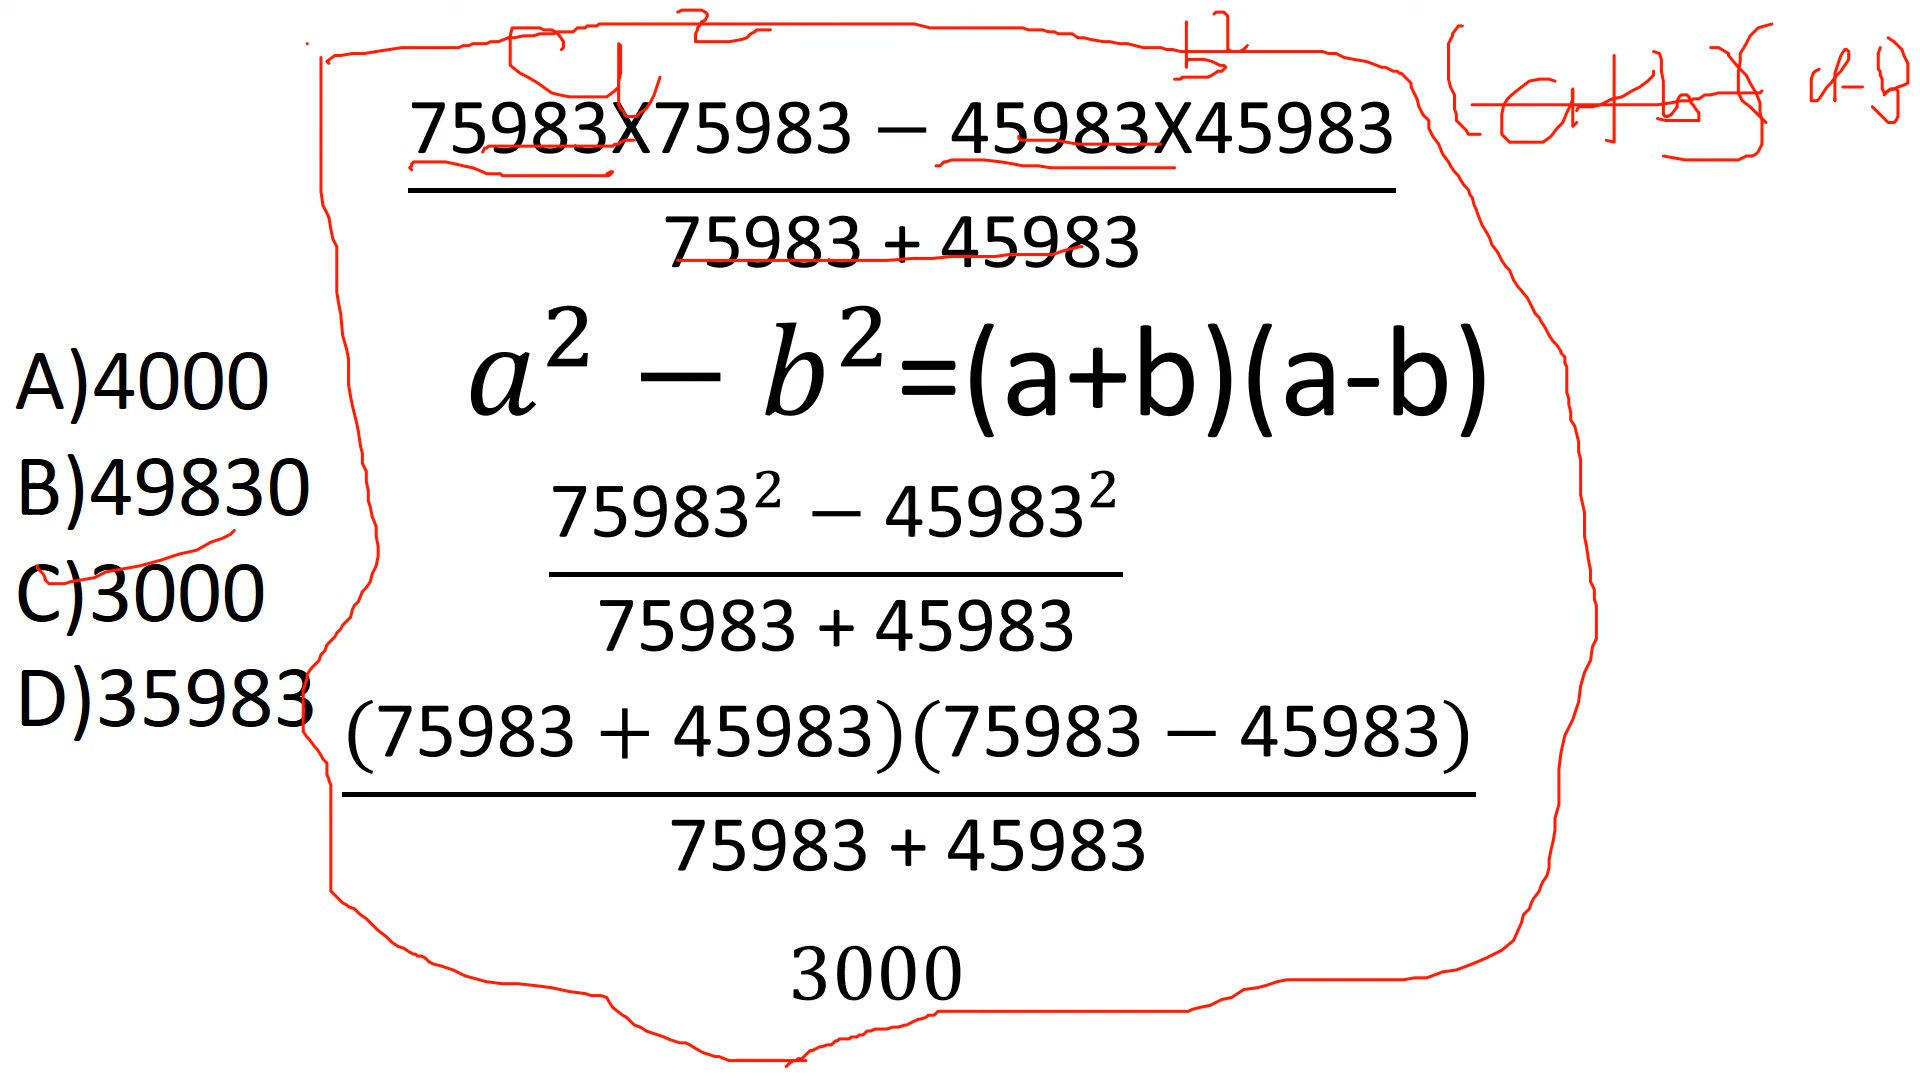 75983X75983 − 45983X45983
75983 + 45983
(a+b)( a-b
a² − b²=(a+b)(a-b)
A)4000
B)49830
C)3000
D)35983
75983² − 45983²
75983 + 45983
(75983 + 45983)(75983 − 45983)
75983 + 45983
3000